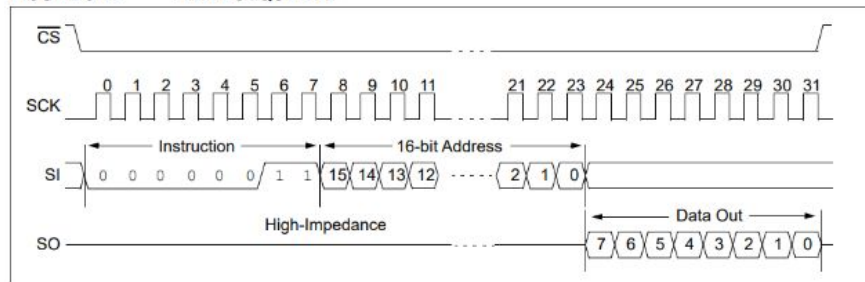 CS
0 1 2 3 4 5 6 7 8 9 10 11 21 22 23 24 25 26 27 28 29 30 31
SCK
Instruction 16-bit Address
SI 0 0 0 0 0 0 1 1 15 14 13 12 2 1 0
Data Out
High-Impedance
SO 7 6 5 4 3 2 1 0